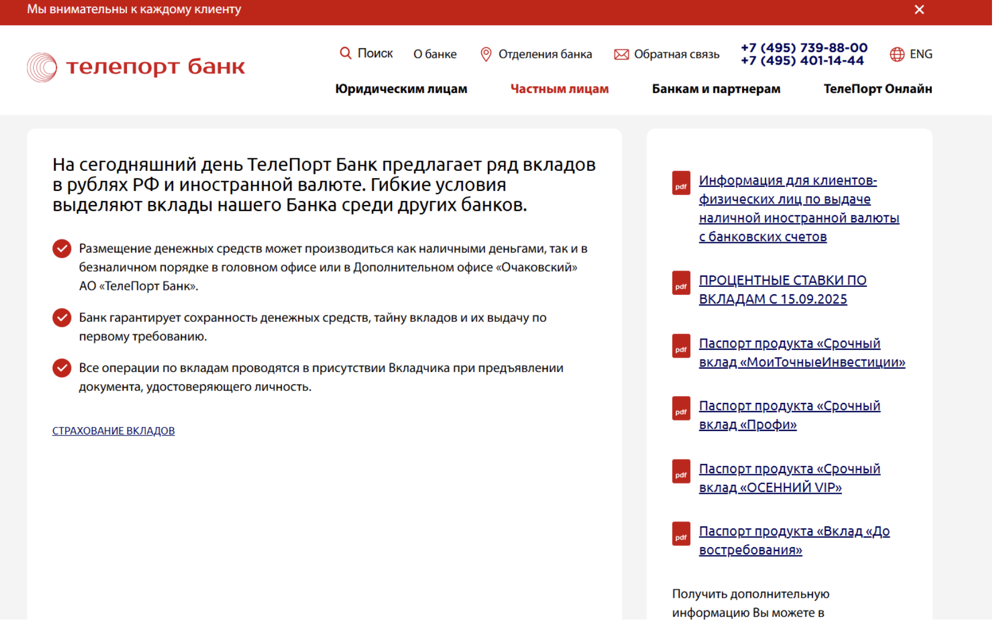 Мы внимательны к каждому клиенту
телепорт банк
Поиск
О банке
Отделения банка
Обратная связь
+7 (495) 739-88-00
+7 (495) 401-14-44
ENG
Юридическим лицам
Частным лицам
Банкам и партнерам
ТелеПорт Онлайн
На сегодняшний день ТелеПорт Банк предлагает ряд вкладов
в рублях РФ и иностранной валюте. Гибкие условия
выделяют вклады нашего Банка среди других банков.
Размещение денежных средств может производиться как наличными деньгами, так и в
безналичном порядке в головном офисе или в Дополнительном офисе «Очаковский»
АО «ТелеПорт Банк».
Банк гарантирует сохранность денежных средств, тайну вкладов и их выдачу по
первому требованию.
Все операции по вкладам проводятся в присутствии Вкладчика при предъявлении
документа, удостоверяющего личность.
СТРАХОВАНИЕ ВКЛАДОВ
pdf
Информация для клиентов-
физических лиц по выдаче
наличной иностранной валюты
с банковских счетов
pdf
ПРОЦЕНТНЫЕ СТАВКИ ПО
ВКЛАДАМ С 15.09.2025
pdf
Паспорт продукта «Срочный
вклад «МоиТочныеИнвестиции»
pdf
Паспорт продукта «Срочный
вклад «Профи»
pdf
Паспорт продукта «Срочный
вклад «ОСЕННИЙ VIP»
pdf
Паспорт продукта «Вклад «До
востребования»
Получить дополнительную
информацию Вы можете в